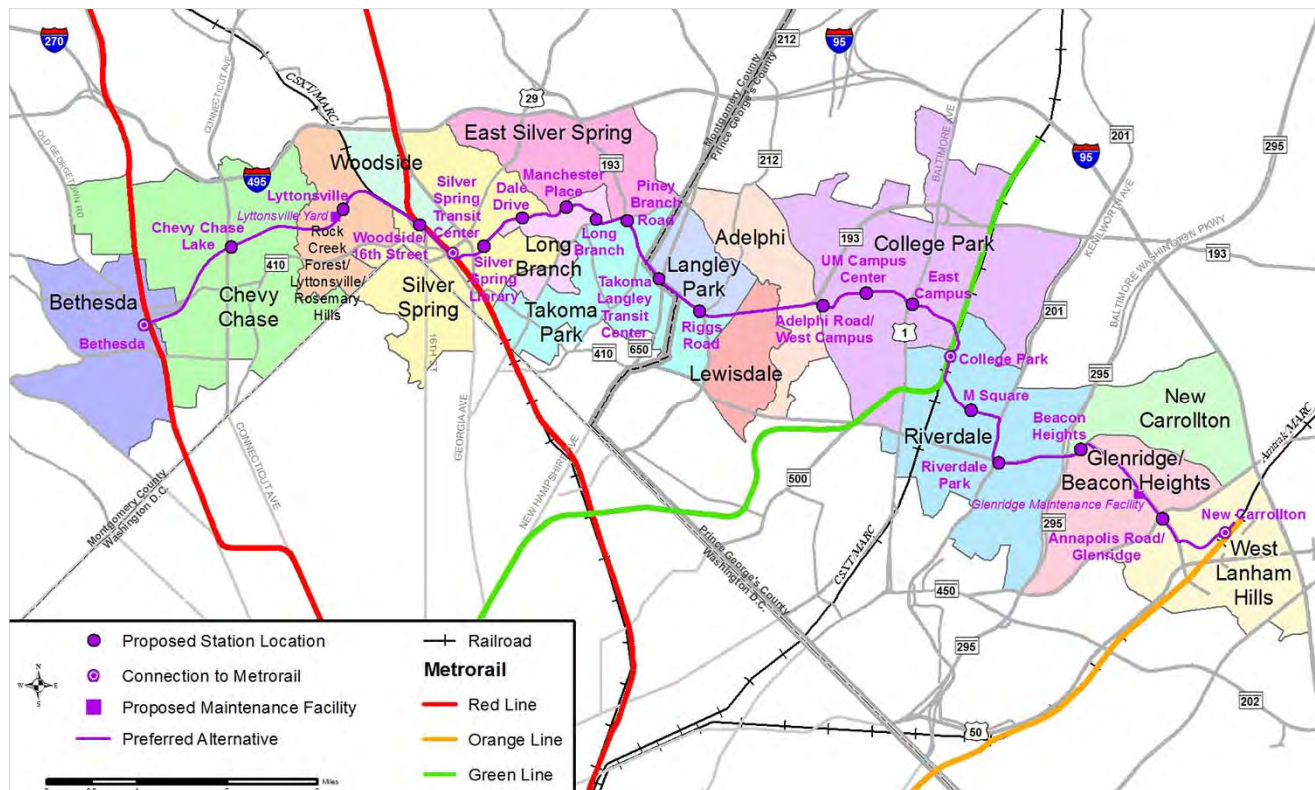 270
CONNECTICUT AVE
CSXT/MARC
OLD GEORGETOWN RD
495
29
212
95
Montgomery County
Prince George's County
212
BALTIMORE AVE
201
95
295
KENILWORTH AVE
BALTIMORE WASHINGTON PKWY
193
East Silver Spring
193
Woodside
Manchester
Place
Dale
Drive
Silver
Spring
Transit
Center
Piney
Branch
Road
Lyttonsville
Lyttonsville Yard
Rock
Creek
Forest/
Lyttonsville/
Rosemary
Hills
Chevy Chase
Lake
410
Woodside/
16th Street
Long
Branch
Long
Branch
Silver
Spring
Library
Silver
Spring
Takoma
Park
Takoma
Langley
Transit
Center
Langley
Park
Adelphi
193
College Park
UM Campus
Center
East
Campus
Adelphi Road/
West Campus
1
201
Riggs
Road
Lewisdale
410
650
Bethesda
Bethesda
Chevy
Chase
16TH ST
GEORGIA AVE
NEW HAMPSHIRE AVE
CONNECTICUT AVE
Montgomery County
Washington D.C.
College Park
M Square
295
Riverdale
Riverdale
Park
Beacon
Heights
New
Carrollton
Glenridge/
Beacon Heights
Glenridge Maintenance Facility
Amtrak/MARC
New Carrollton
Annapolis Road/
Glenridge
West
Lanham
Hills
500
295
CSXT/MARC
Prince George's County
Washington D.C.
450
295
50
202
N
W E
S
Proposed Station Location
Connection to Metrorail
Proposed Maintenance Facility
Preferred Alternative
Railroad
Metrorail
Red Line
Orange Line
Green Line
Miles